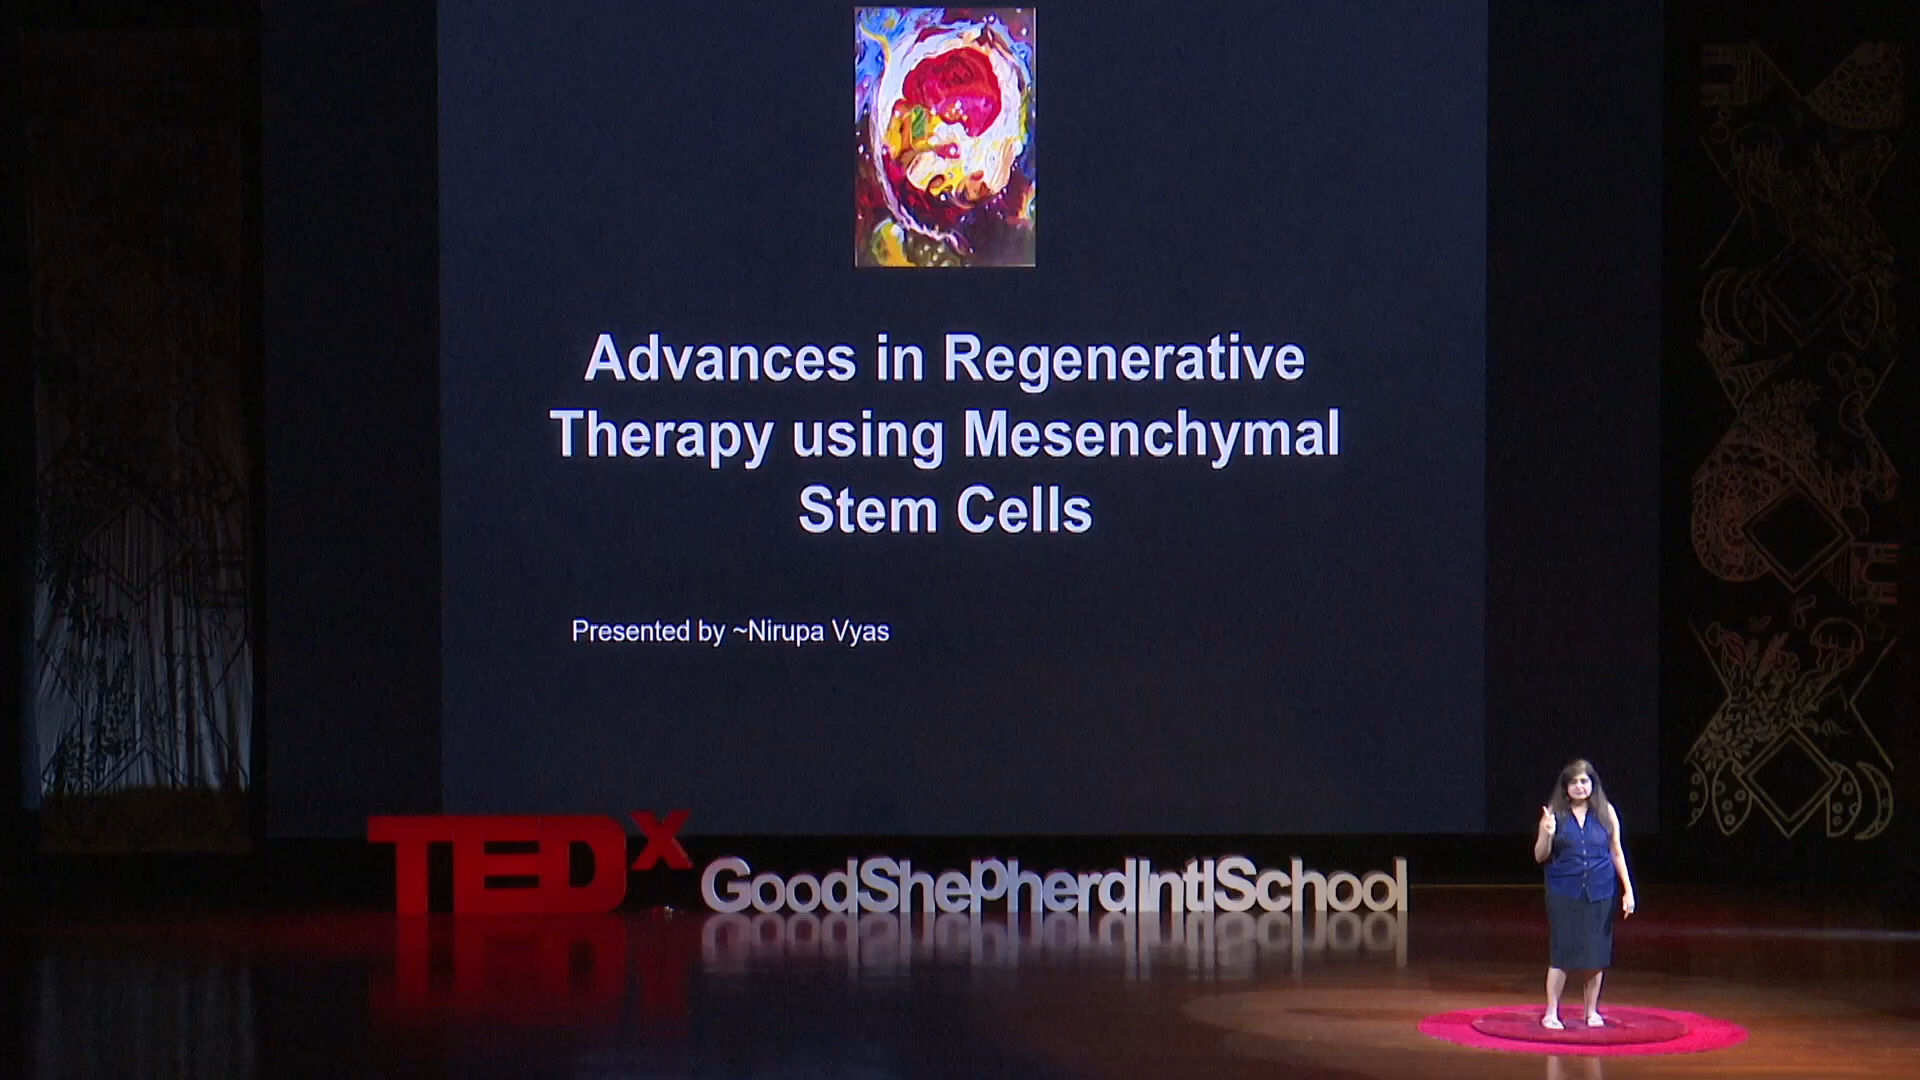 Advances in Regenerative
Therapy using Mesenchymal
Stem Cells
Presented by ~Nirupa Vyas
TEDx
GoodShepherdIntlSchool